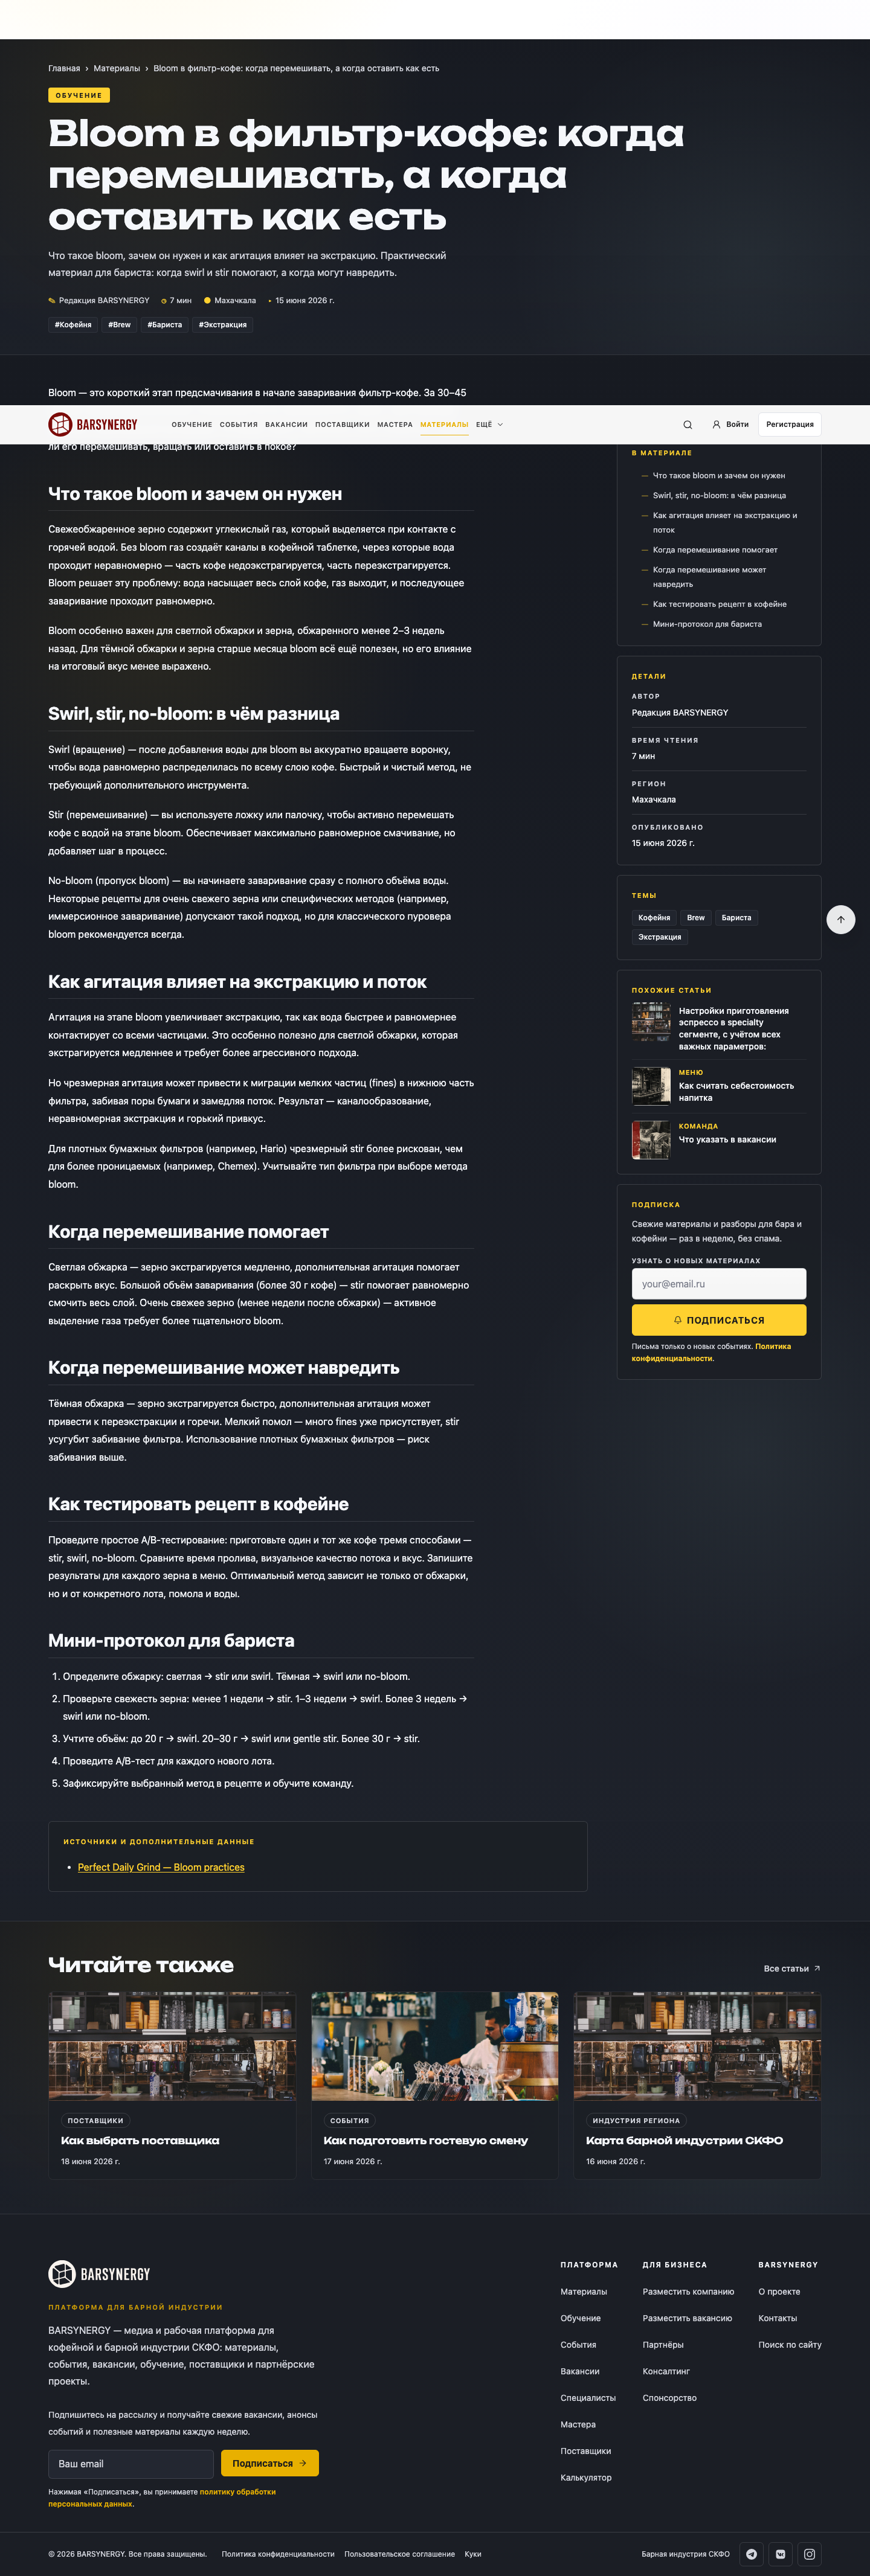 Главная › Материалы › Bloom в фильтр-кофе: когда перемешивать, а когда оставить как есть
ОБУЧЕНИЕ
Bloom в фильтр-кофе: когда
перемешивать, а когда
оставить как есть
Что такое bloom, зачем он нужен и как агитация влияет на экстракцию. Практический
материал для бариста: когда swirl и stir помогают, а когда могут навредить.
Редакция BARSYNERGY 7 мин Махачкала 15 июня 2026 г.
#Кофейня #Brew #Бариста #Экстракция
Bloom — это короткий этап предсмачивания в начале заваривания фильтр-кофе. За 30–45
BARSYNERGY ОБУЧЕНИЕ СОБЫТИЯ ВАКАНСИИ ПОСТАВЩИКИ МАСТЕРА МАТЕРИАЛЫ ЕЩЁ Войти Регистрация
ли его перемешивать, вращать или оставить в покое?
Что такое bloom и зачем он нужен
Свежеобжаренное зерно содержит углекислый газ, который выделяется при контакте с
горячей водой. Без bloom газ создаёт каналы в кофейной таблетке, через которые вода
проходит неравномерно — часть кофе недоэкстрагируется, часть переэкстрагируется.
Bloom решает эту проблему: вода насыщает весь слой кофе, газ выходит, и последующее
заваривание проходит равномерно.
Bloom особенно важен для светлой обжарки и зерна, обжаренного менее 2–3 недель
назад. Для тёмной обжарки и зерна старше месяца bloom всё ещё полезен, но его влияние
на итоговый вкус менее выражено.
Swirl, stir, no-bloom: в чём разница
Swirl (вращение) — после добавления воды для bloom вы аккуратно вращаете воронку,
чтобы вода равномерно распределилась по всему слою кофе. Быстрый и чистый метод, не
требующий дополнительного инструмента.
Stir (перемешивание) — вы используете ложку или палочку, чтобы активно перемешать
кофе с водой на этапе bloom. Обеспечивает максимально равномерное смачивание, но
добавляет шаг в процесс.
No-bloom (пропуск bloom) — вы начинаете заваривание сразу с полного объёма воды.
Некоторые рецепты для очень свежего зерна или специфических методов (например,
иммерсионное заваривание) допускают такой подход, но для классического пуровера
bloom рекомендуется всегда.
Как агитация влияет на экстракцию и поток
Агитация на этапе bloom увеличивает экстракцию, так как вода быстрее и равномернее
контактирует со всеми частицами. Это особенно полезно для светлой обжарки, которая
экстрагируется медленнее и требует более агрессивного подхода.
Но чрезмерная агитация может привести к миграции мелких частиц (fines) в нижнюю часть
фильтра, забивая поры бумаги и замедляя поток. Результат — каналообразование,
неравномерная экстракция и горький привкус.
Для плотных бумажных фильтров (например, Hario) чрезмерный stir более рискован, чем
для более проницаемых (например, Chemex). Учитывайте тип фильтра при выборе метода
bloom.
Когда перемешивание помогает
Светлая обжарка — зерно экстрагируется медленно, дополнительная агитация помогает
раскрыть вкус. Большой объём заваривания (более 30 г кофе) — stir помогает равномерно
смочить весь слой. Очень свежее зерно (менее недели после обжарки) — активное
выделение газа требует более тщательного bloom.
Когда перемешивание может навредить
Тёмная обжарка — зерно экстрагируется быстро, дополнительная агитация может
привести к переэкстракции и горечи. Мелкий помол — много fines уже присутствует, stir
усугубит забивание фильтра. Использование плотных бумажных фильтров — риск
забивания выше.
Как тестировать рецепт в кофейне
Проведите простое A/B-тестирование: приготовьте один и тот же кофе тремя способами —
stir, swirl, no-bloom. Сравните время пролива, визуальное качество потока и вкус. Запишите
результаты для каждого зерна в меню. Оптимальный метод зависит не только от обжарки,
но и от конкретного лота, помола и воды.
Мини-протокол для бариста
1. Определите обжарку: светлая → stir или swirl. Тёмная → swirl или no-bloom.
2. Проверьте свежесть зерна: менее 1 недели → stir. 1–3 недели → swirl. Более 3 недель →
swirl или no-bloom.
3. Учтите объём: до 20 г → swirl. 20–30 г → swirl или gentle stir. Более 30 г → stir.
4. Проведите A/B-тест для каждого нового лота.
5. Зафиксируйте выбранный метод в рецепте и обучите команду.
ИСТОЧНИКИ И ДОПОЛНИТЕЛЬНЫЕ ДАННЫЕ
• Perfect Daily Grind — Bloom practices
В МАТЕРИАЛЕ
— Что такое bloom и зачем он нужен
— Swirl, stir, no-bloom: в чём разница
— Как агитация влияет на экстракцию и
поток
— Когда перемешивание помогает
— Когда перемешивание может
навредить
— Как тестировать рецепт в кофейне
— Мини-протокол для бариста
ДЕТАЛИ
АВТОР
Редакция BARSYNERGY
ВРЕМЯ ЧТЕНИЯ
7 мин
РЕГИОН
Махачкала
ОПУБЛИКОВАНО
15 июня 2026 г.
ТЕМЫ
Кофейня Brew Бариста
Экстракция
ПОХОЖИЕ СТАТЬИ
Настройки приготовления
эспрессо в specialty
сегменте, с учётом всех
важных параметров:
МЕНЮ
Как считать себестоимость
напитка
КОМАНДА
Что указать в вакансии
ПОДПИСКА
Свежие материалы и разборы для бара и
кофейни — раз в неделю, без спама.
УЗНАТЬ О НОВЫХ МАТЕРИАЛАХ
your@email.ru
ПОДПИСАТЬСЯ
Письма только о новых событиях. Политика
конфиденциальности.
Читайте также
Все статьи
ПОСТАВЩИКИ
Как выбрать поставщика
18 июня 2026 г.
СОБЫТИЯ
Как подготовить гостевую смену
17 июня 2026 г.
ИНДУСТРИЯ РЕГИОНА
Карта барной индустрии СКФО
16 июня 2026 г.
BARSYNERGY
ПЛАТФОРМА ДЛЯ БАРНОЙ ИНДУСТРИИ
BARSYNERGY — медиа и рабочая платформа для
кофейной и барной индустрии СКФО: материалы,
события, вакансии, обучение, поставщики и партнёрские
проекты.
Подпишитесь на рассылку и получайте свежие вакансии, анонсы
событий и полезные материалы каждую неделю.
Ваш email
Подписаться →
Нажимая «Подписаться», вы принимаете политику обработки
персональных данных.
ПЛАТФОРМА
Материалы
Обучение
События
Вакансии
Специалисты
Мастера
Поставщики
Калькулятор
ДЛЯ БИЗНЕСА
Разместить компанию
Разместить вакансию
Партнёры
Консалтинг
Спонсорство
BARSYNERGY
О проекте
Контакты
Поиск по сайту
© 2026 BARSYNERGY. Все права защищены. Политика конфиденциальности Пользовательское соглашение Куки
Барная индустрия СКФО